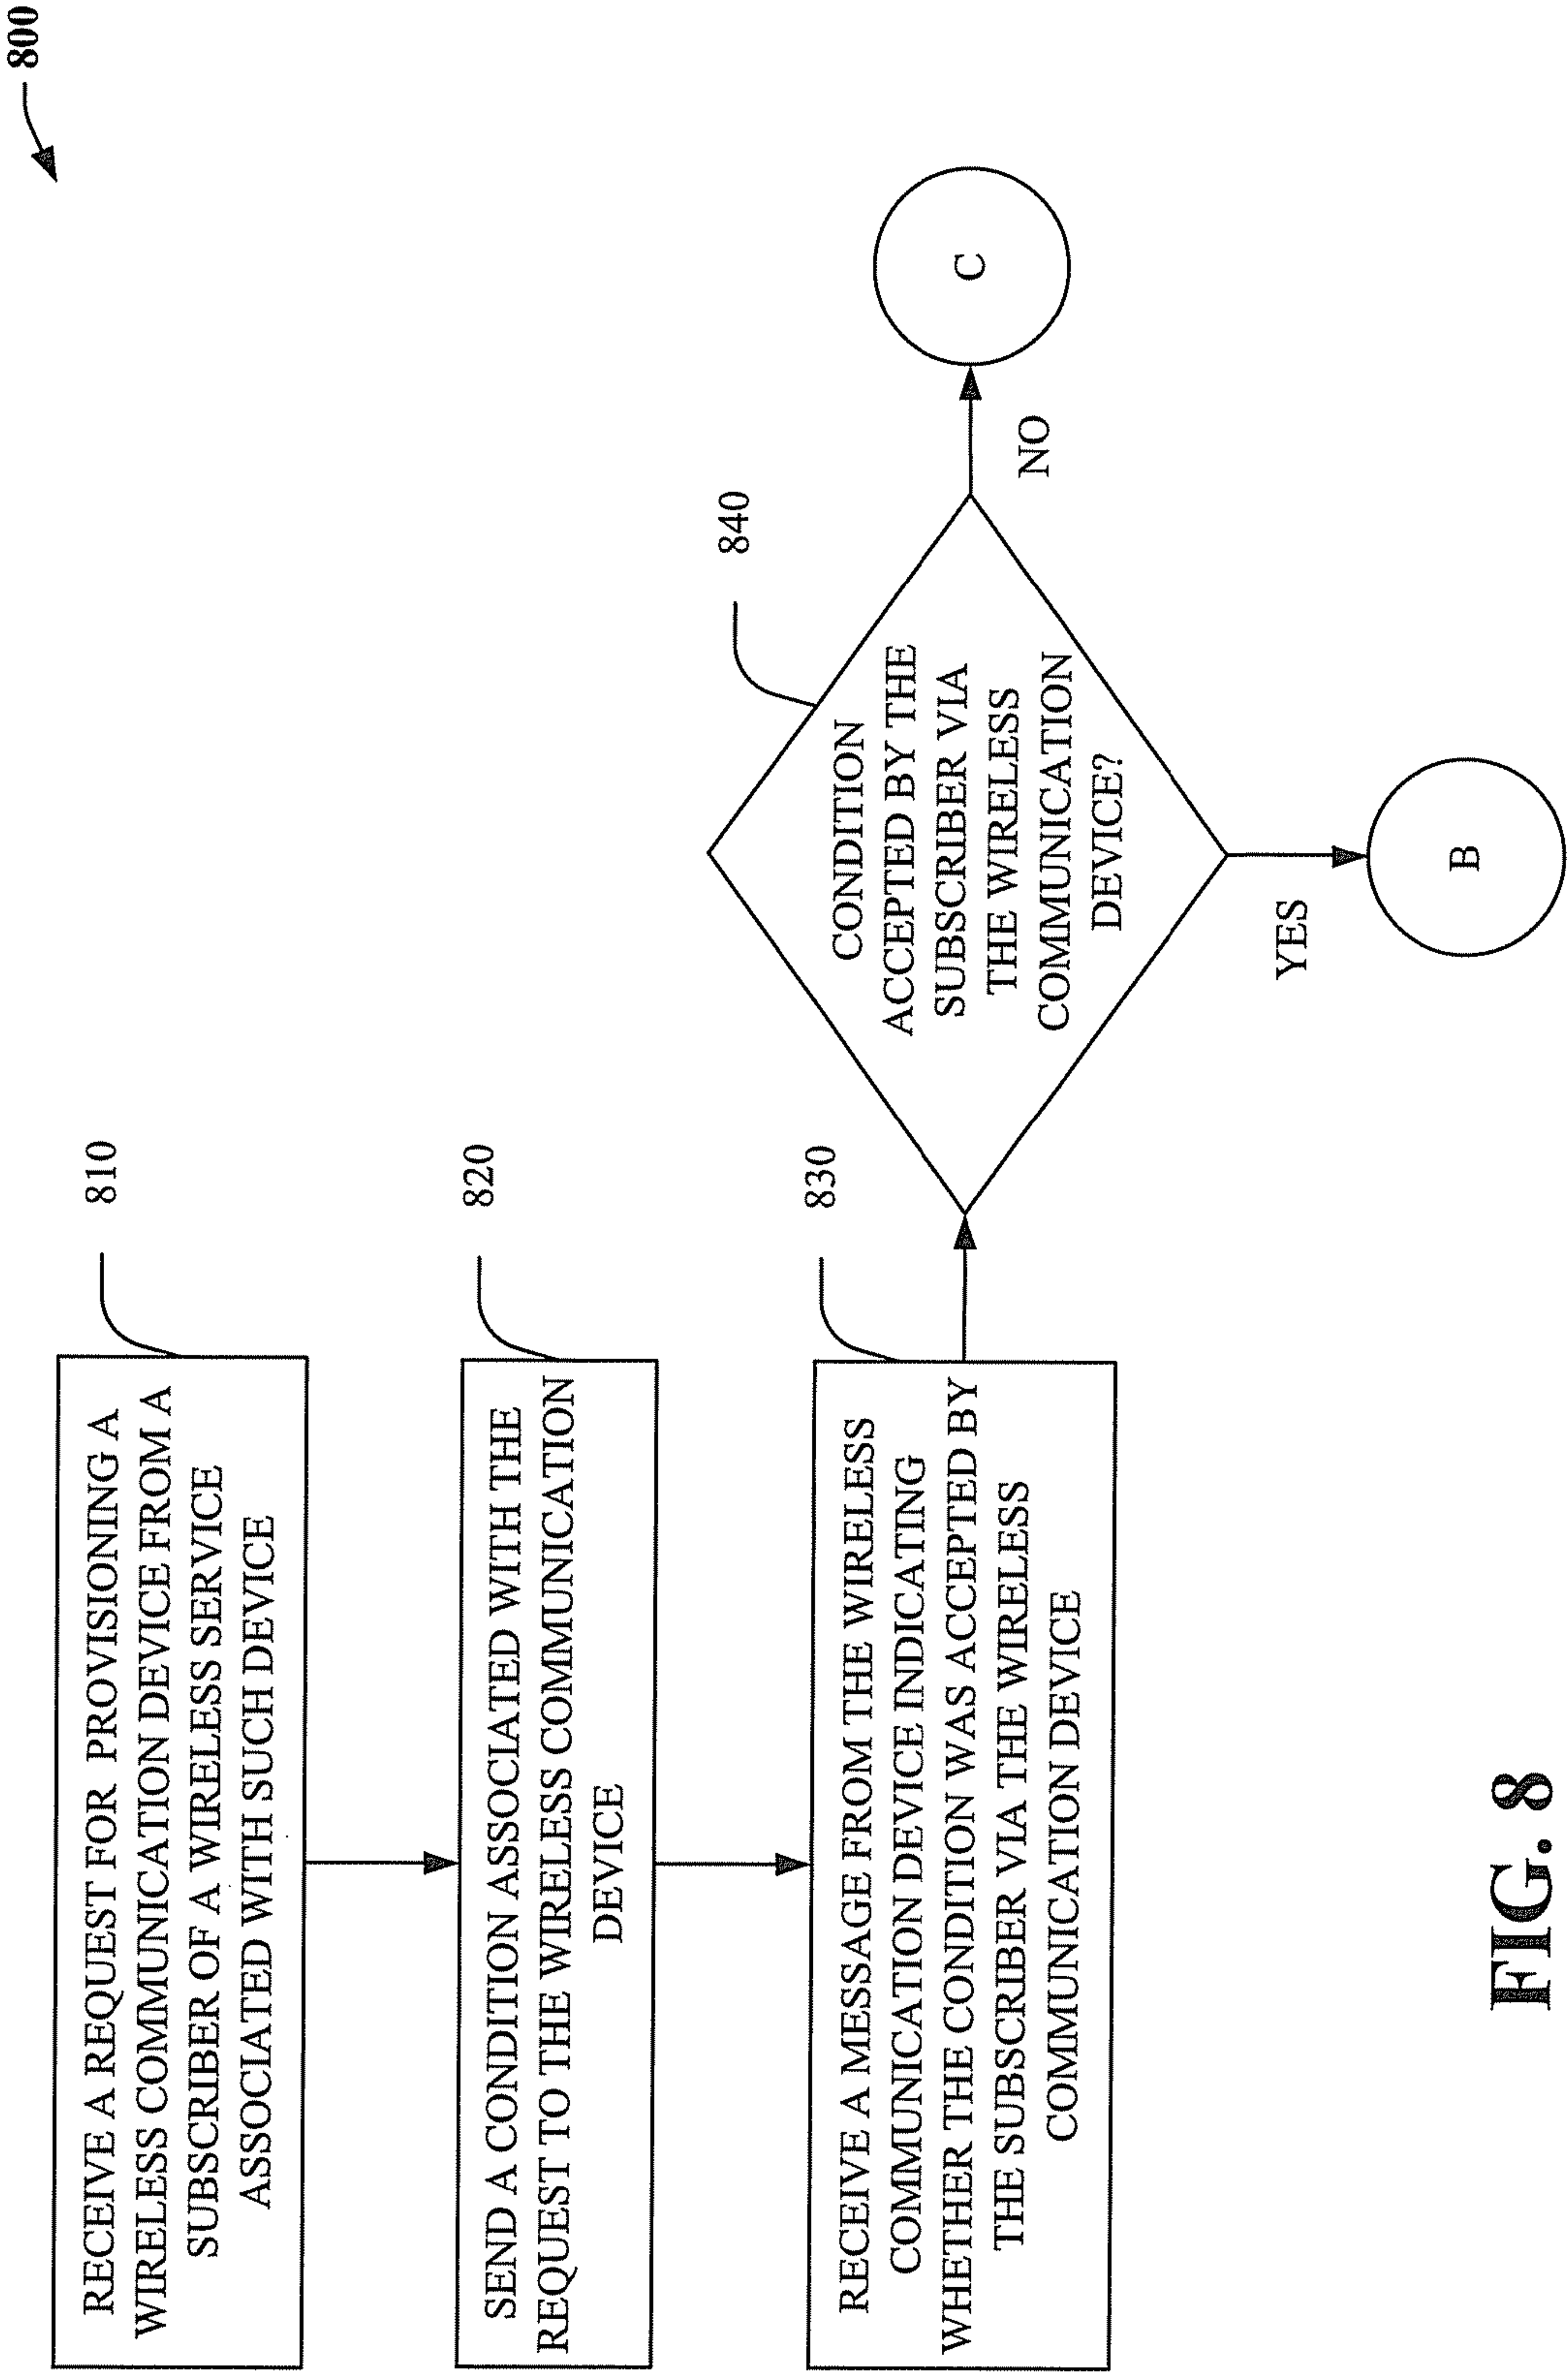 800
810
RECEIVE A REQUEST FOR PROVISIONING A
WIRELESS COMMUNICATION DEVICE FROM A
SUBSCRIBER OF A WIRELESS SERVICE
ASSOCIATED WITH SUCH DEVICE
820
SEND A CONDITION ASSOCIATED WITH THE
REQUEST TO THE WIRELESS COMMUNICATION
DEVICE
830
RECEIVE A MESSAGE FROM THE WIRELESS
COMMUNICATION DEVICE INDICATING
WHETHER THE CONDITION WAS ACCEPTED BY
THE SUBSCRIBER VIA THE WIRELESS
COMMUNICATION DEVICE
840
CONDITION
ACCEPTED BY THE
SUBSCRIBER VIA
THE WIRELESS
COMMUNICATION
DEVICE?
NO
C
YES
B
FIG. 8